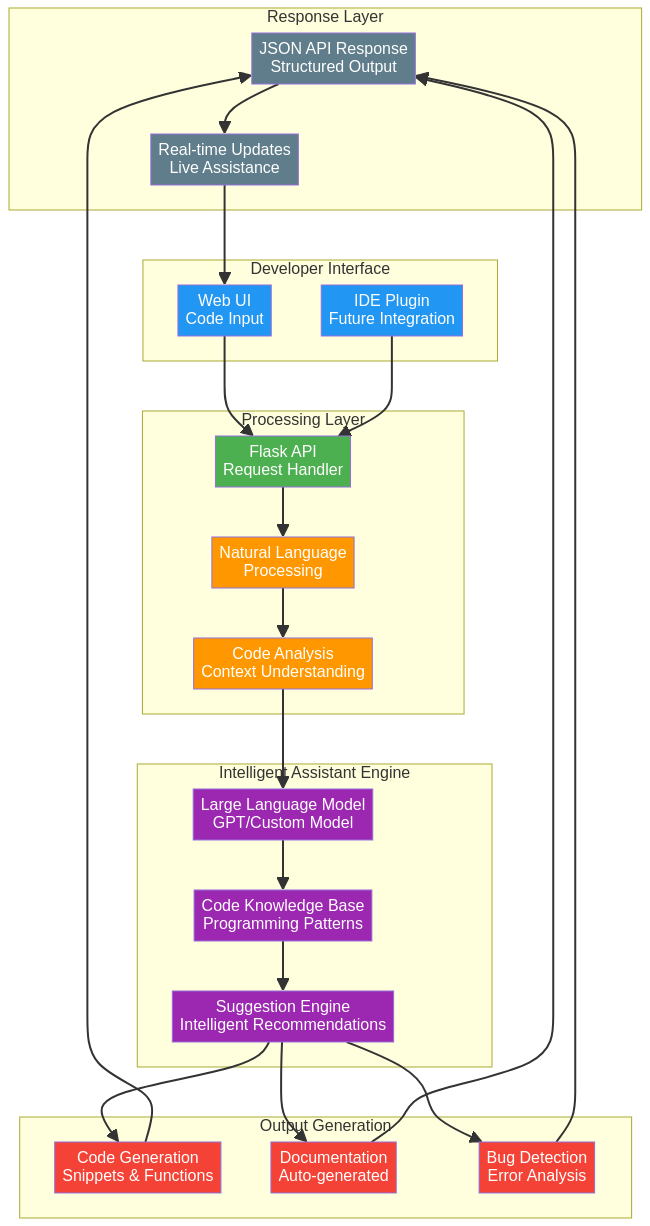 Response Layer
JSON API Response
Structured Output
Real-time Updates
Live Assistance
Developer Interface
Web UI
Code Input
IDE Plugin
Future Integration
Processing Layer
Flask API
Request Handler
Natural Language
Processing
Code Analysis
Context Understanding
Intelligent Assistant Engine
Large Language Model
GPT/Custom Model
Code Knowledge Base
Programming Patterns
Suggestion Engine
Intelligent Recommendations
Output Generation
Code Generation
Snippets & Functions
Documentation
Auto-generated
Bug Detection
Error Analysis